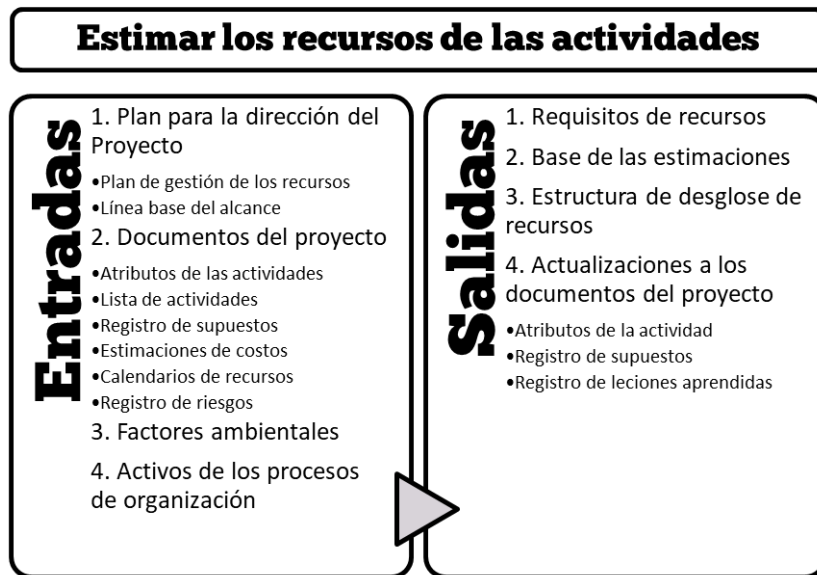 Estimar los recursos de las actividades
Entradas
1. Plan para la dirección del
Proyecto
•Plan de gestión de los recursos
•Línea base del alcance
2. Documentos del proyecto
•Atributos de las actividades
•Lista de actividades
•Registro de supuestos
•Estimaciones de costos
•Calendarios de recursos
•Registro de riesgos
3. Factores ambientales
4. Activos de los procesos
de organización
Salidas
1. Requisitos de recursos
2. Base de las estimaciones
3. Estructura de desglose de
recursos
4. Actualizaciones a los
documentos del proyecto
•Atributos de la actividad
•Registro de supuestos
•Registro de leciones aprendidas